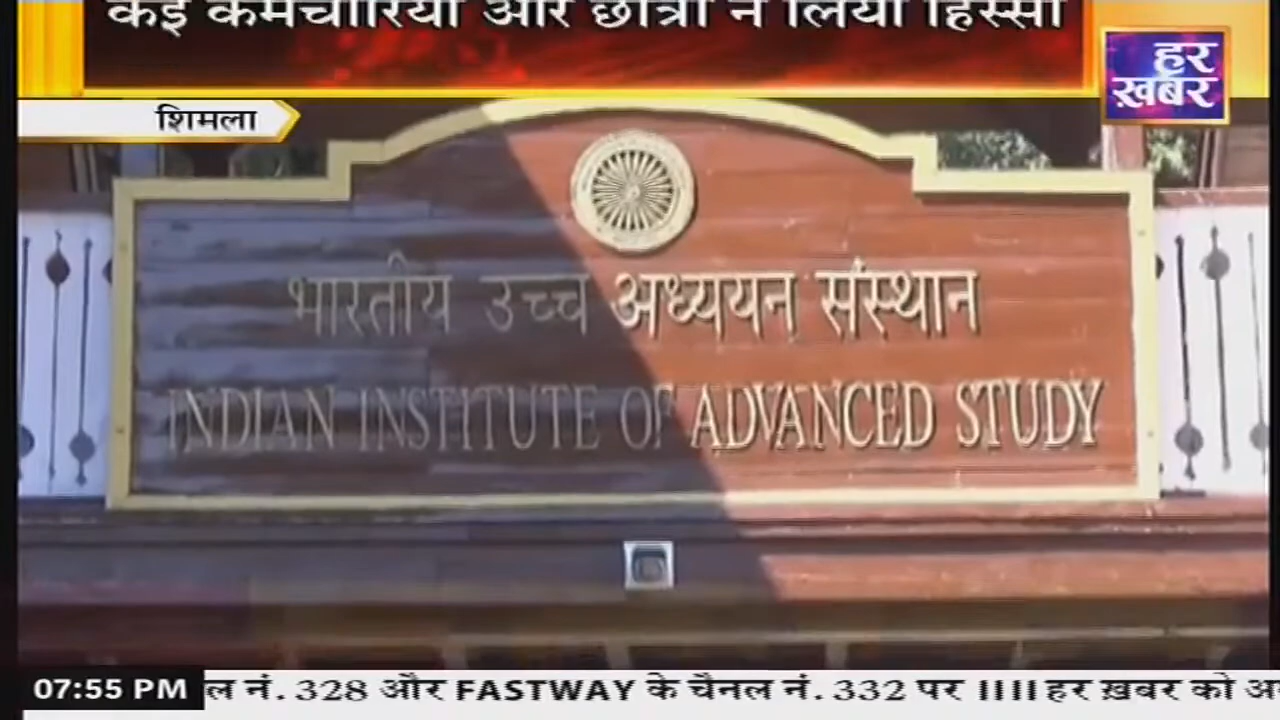 कई कर्मचारियों और छात्रों ने लिया हिस्सा
हर
ख़बर
शिमला
भारतीय उच्च अध्ययन संस्थान
INDIAN INSTITUTE OF ADVANCED STUDY
07:55 PM
ल नं. 328 और FASTWAY के चैनल नं. 332 पर ।।।। हर ख़बर को